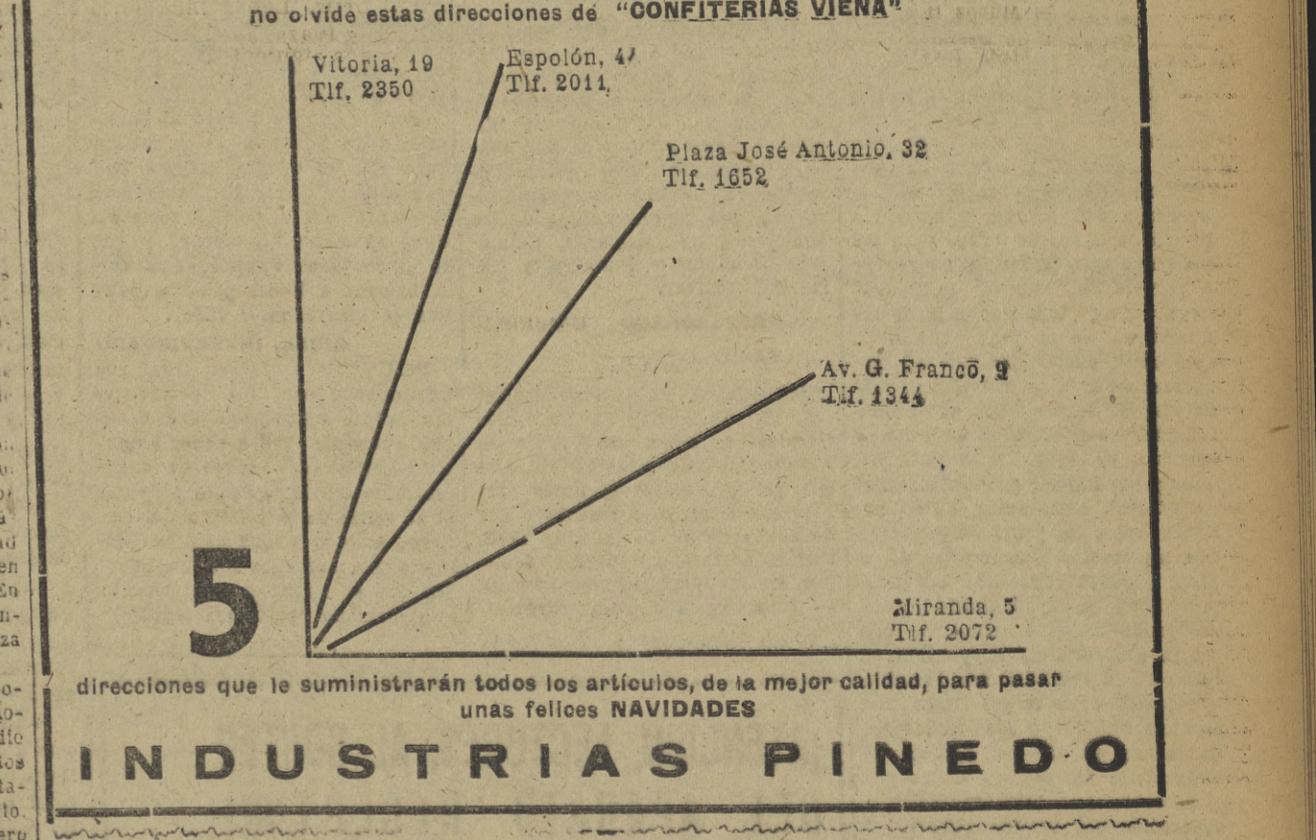 no olvide estas direcciones de "CONFITERIAS VIENA"
Vitoria, 19
Tlf. 2350
Espolón, 4
Tlf. 2011
Plaza José Antonio, 32
Tlf. 1652
Av. G. Franco, 9
Tlf. 1344
Miranda, 5
Tlf. 2072
5
direcciones que le suministrarán todos los artículos, de la mejor calidad, para pasar
unas felices NAVIDADES
INDUSTRIAS PINEDO